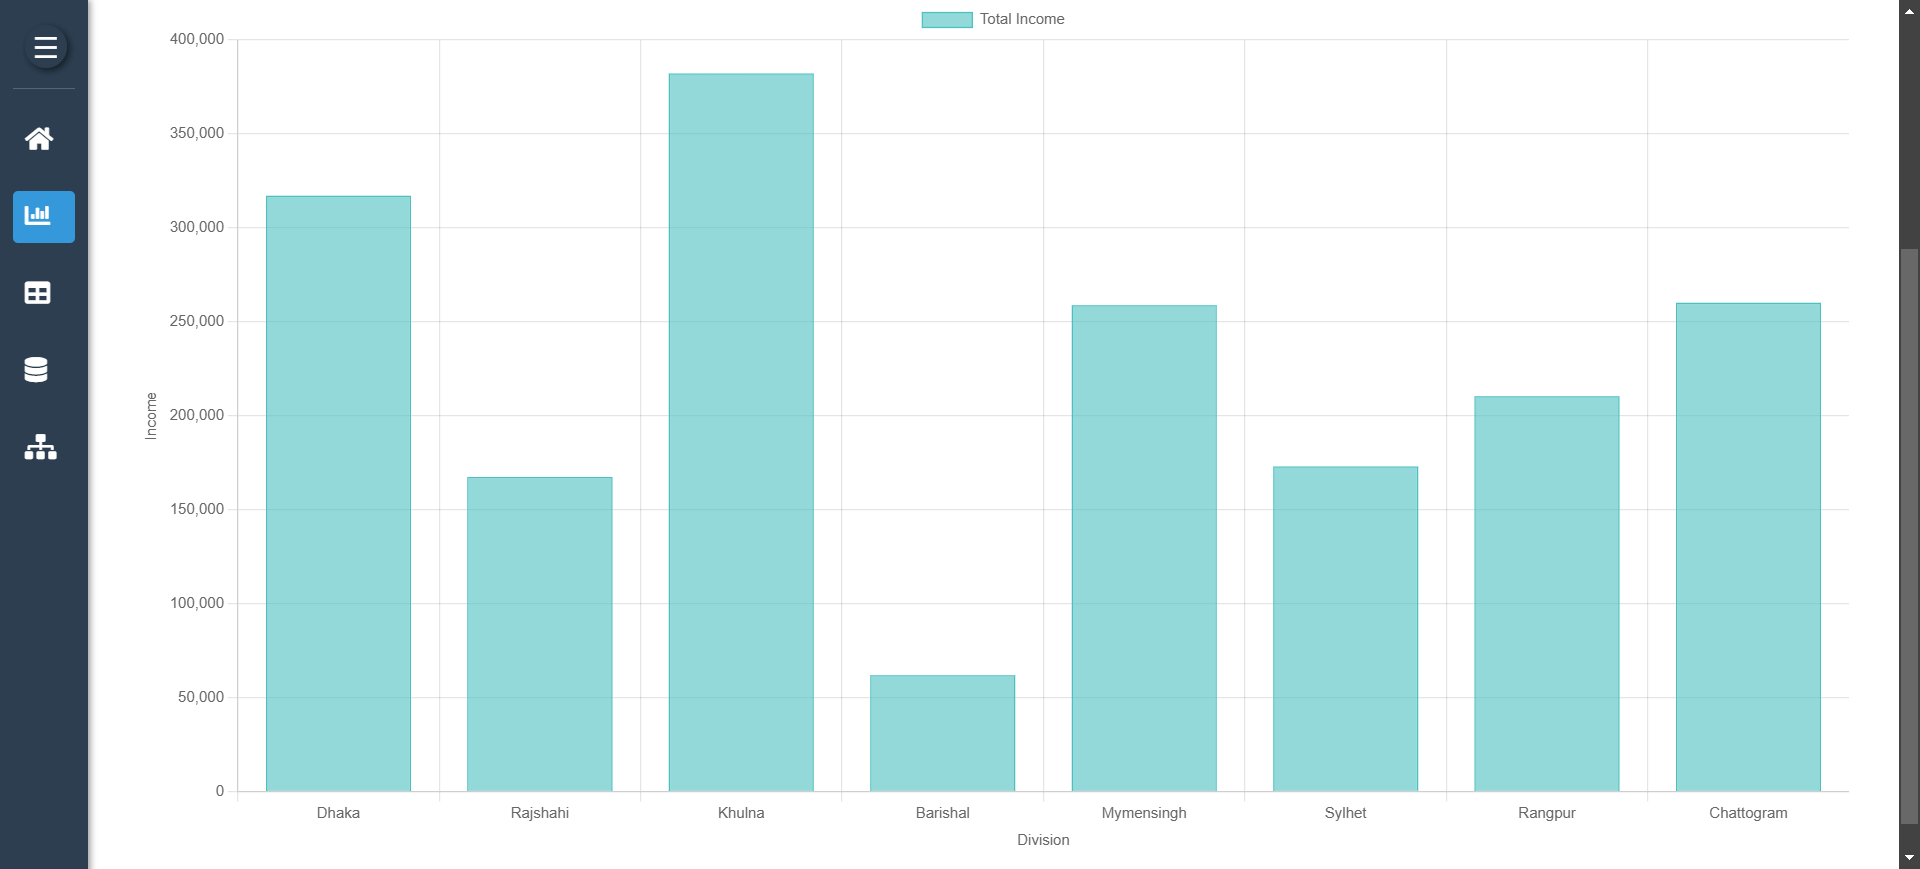 Total Income
400,000
350,000
300,000
250,000
200,000
150,000
100,000
50,000
0
Income
Dhaka Rajshahi Khulna Barishal Mymensingh Sylhet Rangpur Chattogram
Division